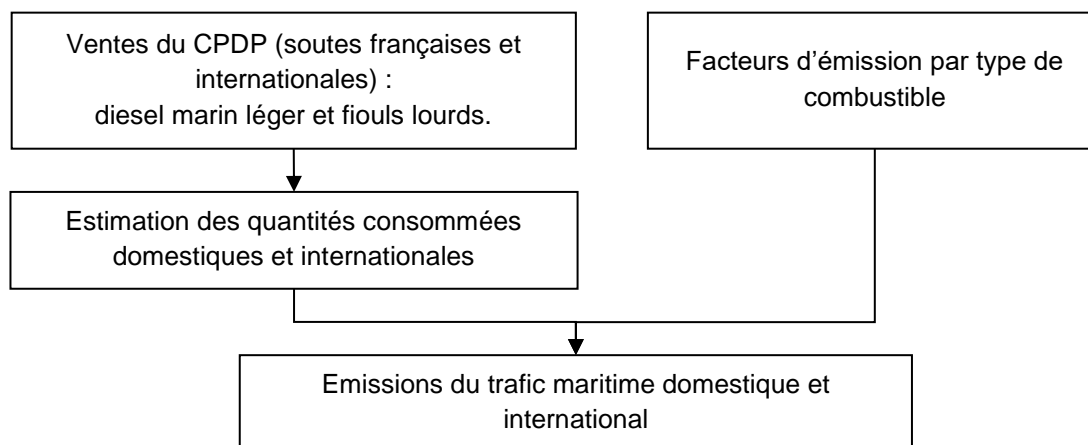 Ventes du CPDP (soutes françaises et
internationales) :
diesel marin léger et fiouls lourds.
Facteurs d’émission par type de
combustible
Estimation des quantités consommées
domestiques et internationales
Emissions du trafic maritime domestique et
international